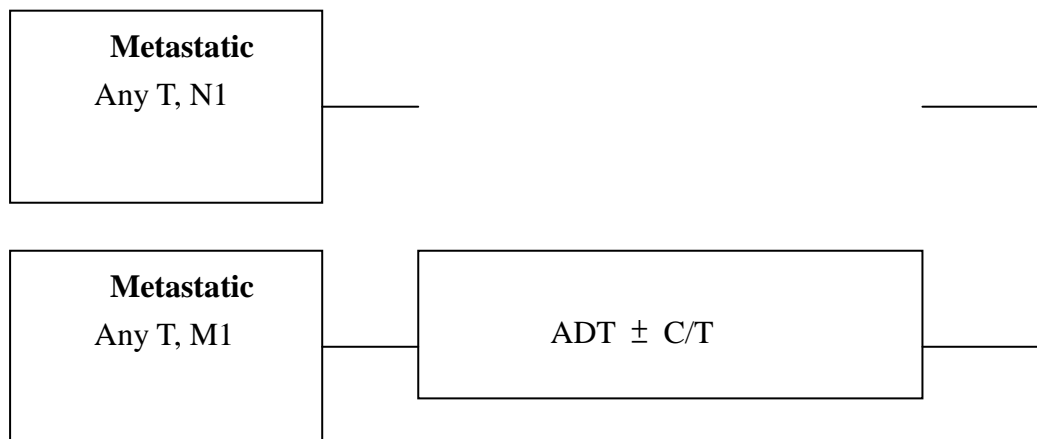 Metastatic
Any T, N1
Metastatic
Any T, M1
ADT ± C/T